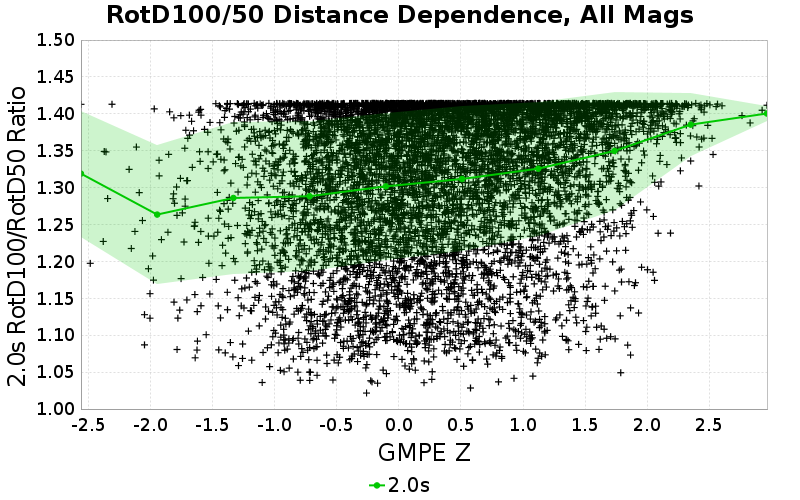 RotD100/50 Distance Dependence, All Mags
2.0s RotD100/RotD50 Ratio
1.50
1.45
1.40
1.35
1.30
1.25
1.20
1.15
1.10
1.05
1.00
-2.5 -2.0 -1.5 -1.0 -0.5 0.0 0.5 1.0 1.5 2.0 2.5
GMPE Z
2.0s